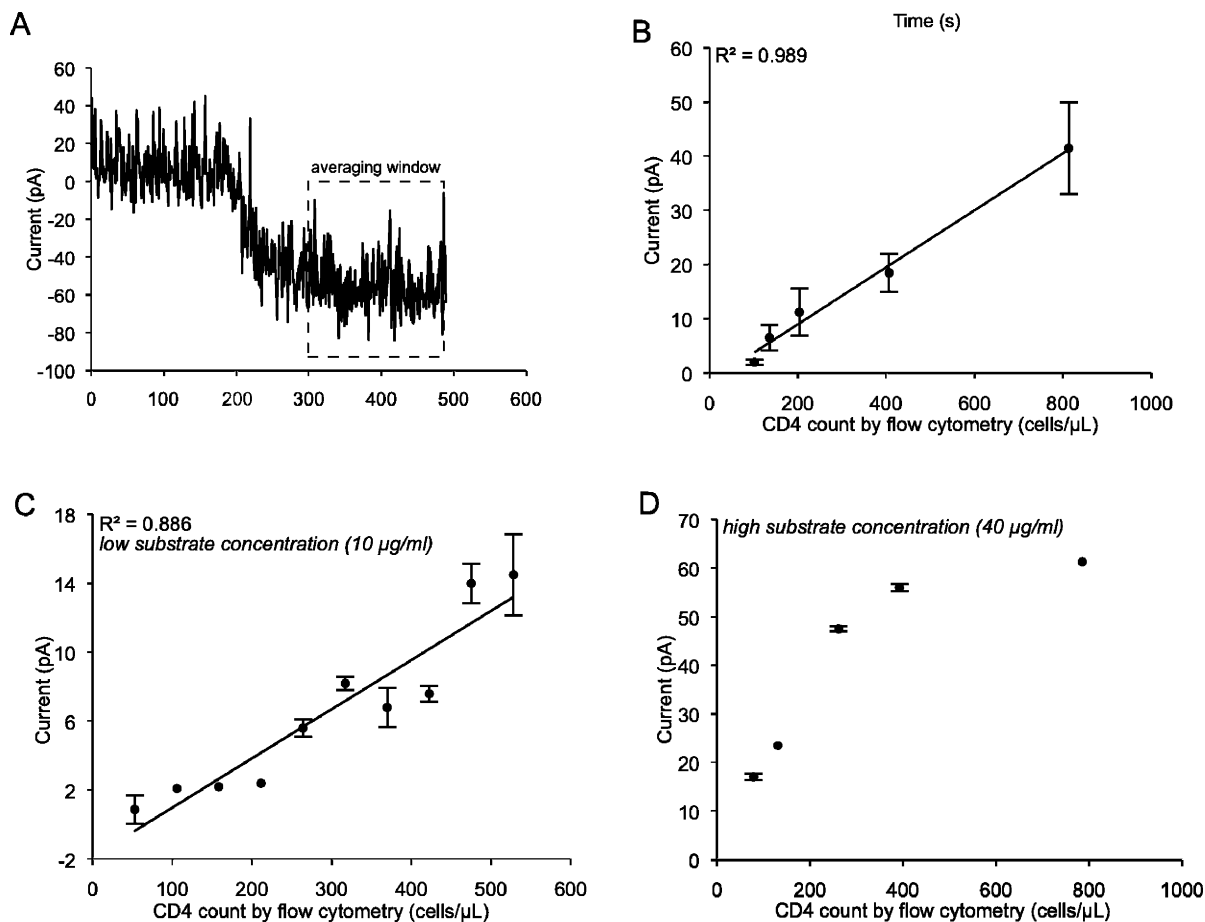 A
Current (pA)
60
40
20
0
-20
-40
-60
-80
-100
averaging window
0 100 200 300 400 500 600
Time (s)
B
R² = 0.989
Current (pA)
60
50
40
30
20
10
0
0 200 400 600 800 1000
CD4 count by flow cytometry (cells/µL)
C
R² = 0.886
low substrate concentration (10 µg/ml)
Current (pA)
18
14
10
6
2
-2
0 100 200 300 400 500 600
CD4 count by flow cytometry (cells/µL)
D
high substrate concentration (40 µg/ml)
Current (pA)
70
60
50
40
30
20
10
0
0 200 400 600 800 1000
CD4 count by flow cytometry (cells/µL)